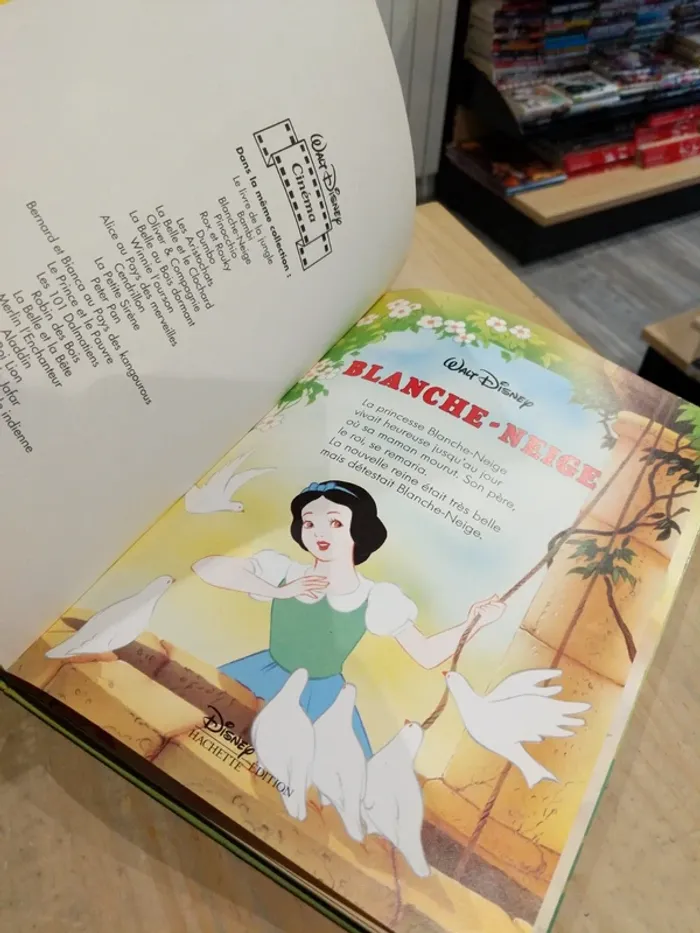 WALT DISNEY
Cinéma
Dans la même collection :
Le livre de la jungle
Bambi
Blanche-Neige
Pinocchio
Rox et Rouky
Dumbo
Les Aristochats
La Belle et le Clochard
Oliver & Compagnie
La Belle au Bois dormant
Winnie l'ourson
Alice au Pays des merveilles
Cendrillon
La Petite Sirène
Peter Pan
Bernard et Bianca au Pays des kangourous
Le Prince et le Pauvre
Les 101 Dalmatiens
Robin des Bois
La Belle et la Bête
Merlin l'Enchanteur
Aladdin
Lion
Jafar
indienne
WALT DISNEY
BLANCHE-NEIGE
La princesse Blanche-Neige
vivait heureuse jusqu'au jour
où sa maman mourut. Son père,
le roi, se remaria.
La nouvelle reine était très belle
mais détestait Blanche-Neige.
DISNEY
HACHETTE ÉDITION